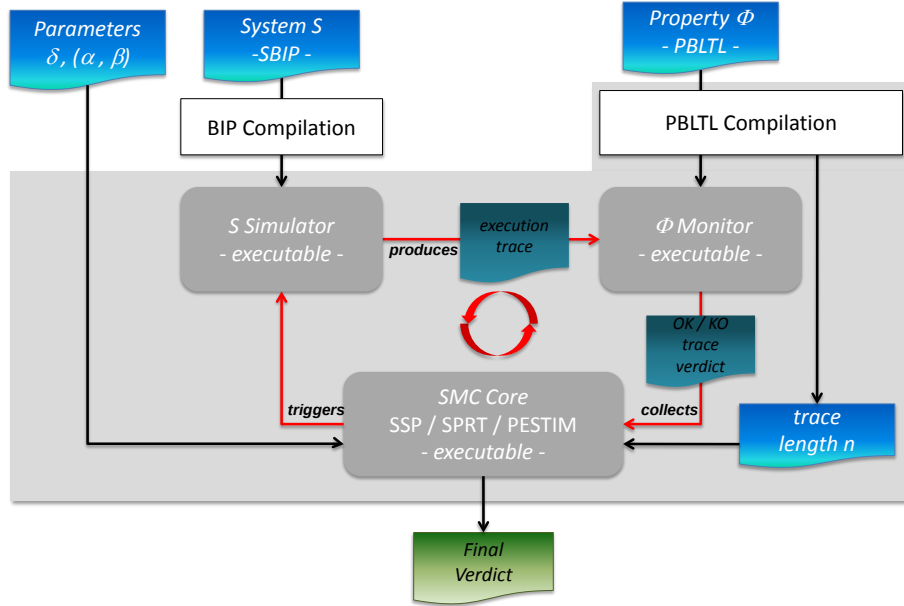 Parameters
δ, (α, β)
System S
-SBIP -
Property Φ
- PBLTL -
BIP Compilation
PBLTL Compilation
S Simulator
- executable -
produces
execution
trace
Φ Monitor
- executable -
OK / KO
trace
verdict
triggers
SMC Core
SSP / SPRT / PESTIM
- executable -
collects
trace
length n
Final
Verdict